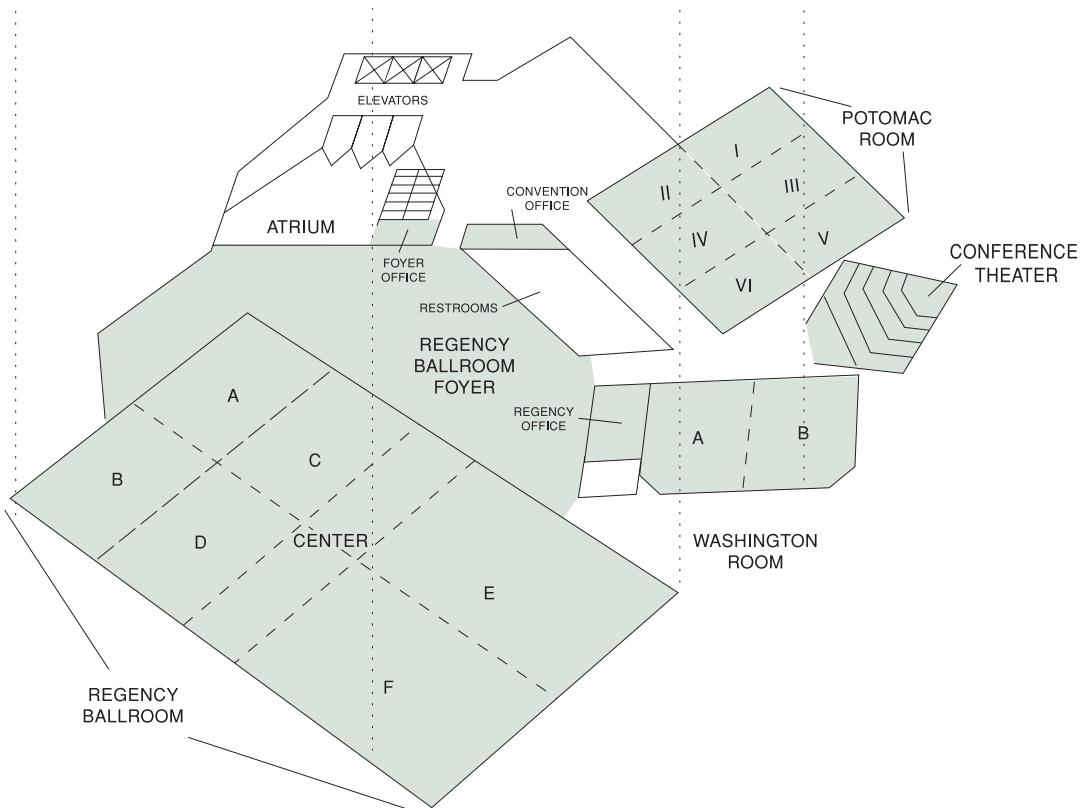 ELEVATORS
POTOMAC
ROOM
I
II
III
IV
V
VI
CONVENTION
OFFICE
ATRIUM
FOYER
OFFICE
CONFERENCE
THEATER
RESTROOMS
REGENCY
BALLROOM
FOYER
REGENCY
OFFICE
A
B
A
B
C
D
CENTER
E
F
WASHINGTON
ROOM
REGENCY
BALLROOM